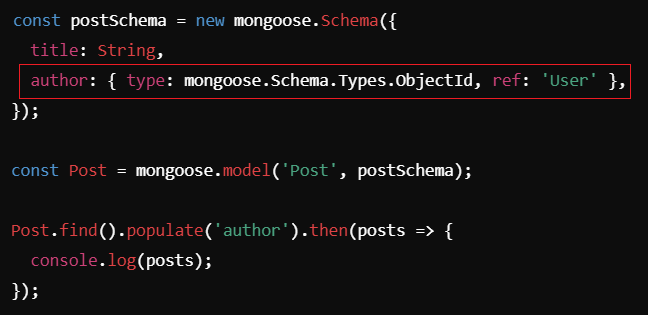 const postSchema = new mongoose.Schema({
  title: String,
  author: { type: mongoose.Schema.Types.ObjectId, ref: 'User' },
});

const Post = mongoose.model('Post', postSchema);

Post.find().populate('author').then(posts => {
  console.log(posts);
});